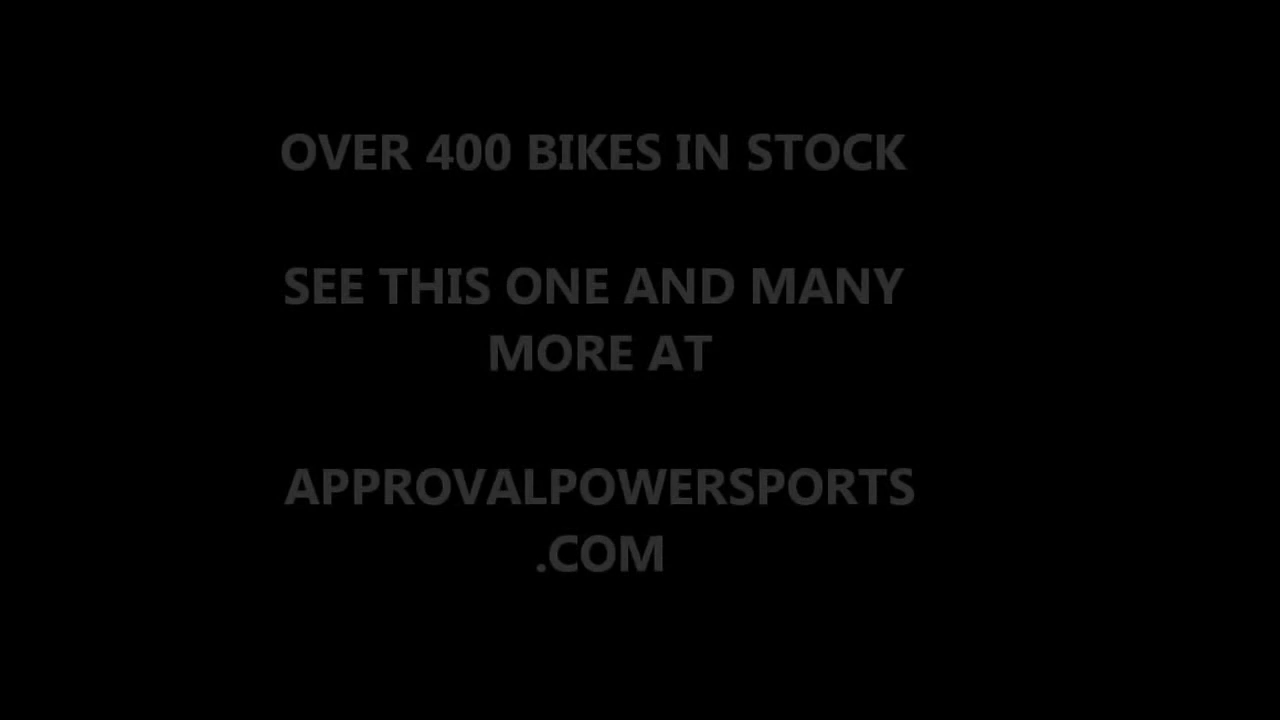 OVER 400 BIKES IN STOCK
SEE THIS ONE AND MANY
MORE AT
APPROVALPOWERSPORTS
.COM